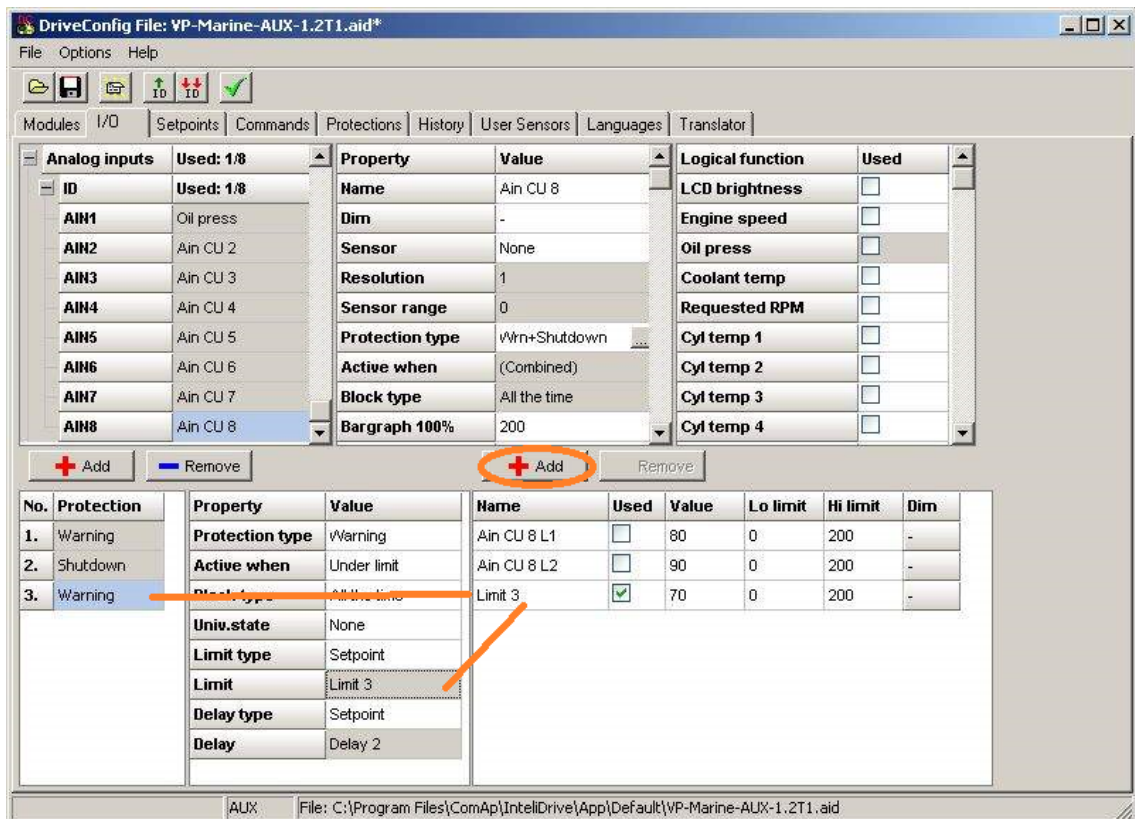 DriveConfig File: VP-Marine-AUX-1.2T1.aid*
File Options Help
ID ID
Modules I/O Setpoints Commands Protections History User Sensors Languages Translator
Analog inputs Used: 1/8 Property Value Logical function Used
ID Used: 1/8 Name Ain CU 8 LCD brightness
AIN1 Oil press Dim - Engine speed
AIN2 Ain CU 2 Sensor None Oil press
AIN3 Ain CU 3 Resolution 1 Coolant temp
AIN4 Ain CU 4 Sensor range 0 Requested RPM
AIN5 Ain CU 5 Protection type Wrn+Shutdown ... Cyl temp 1
AIN6 Ain CU 6 Active when (Combined) Cyl temp 2
AIN7 Ain CU 7 Block type All the time Cyl temp 3
AIN8 Ain CU 8 Bargraph 100% 200 Cyl temp 4
Add Remove Add Remove
No. Protection Property Value Name Used Value Lo limit Hi limit Dim
1. Warning Protection type Warning Ain CU 8 L1 80 0 200 -
2. Shutdown Active when Under limit Ain CU 8 L2 90 0 200 -
3. Warning Block type All the time Limit 3 70 0 200 -
Univ.state None
Limit type Setpoint
Limit Limit 3
Delay type Setpoint
Delay Delay 2
AUX File: C:\Program Files\ComAp\InteliDrive\App\Default\VP-Marine-AUX-1.2T1.aid